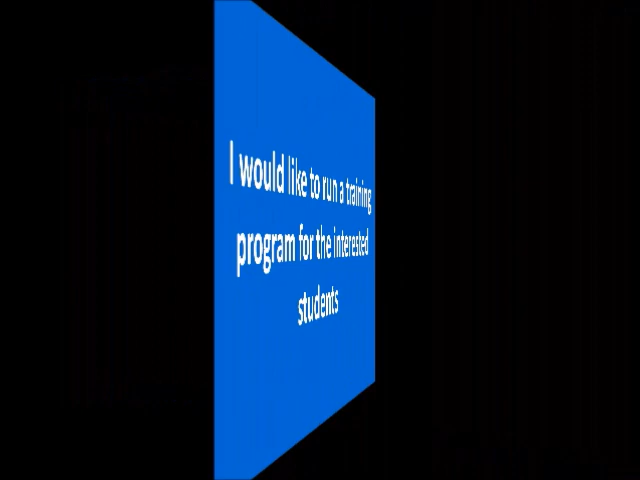 I would like to run a training
program for the interested
students